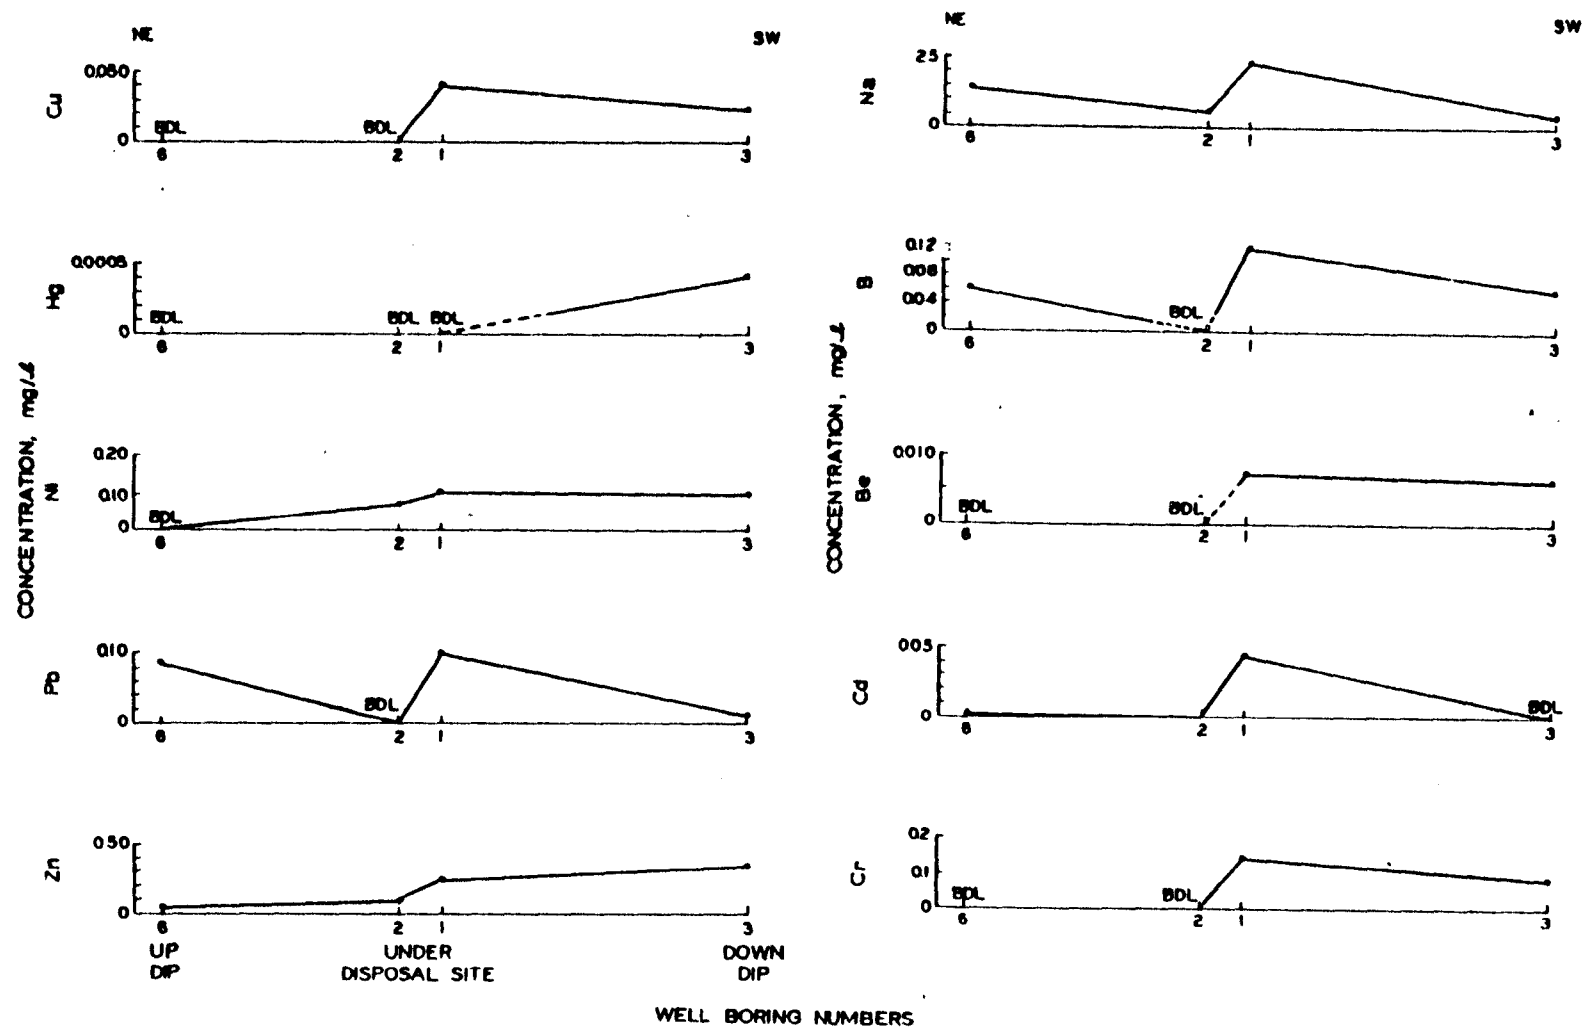 NE SW
Cu
0.050
0
BDL BDL
6 2 1 3
Hg
0.0005
0
BDL BDL BDL
6 2 1 3
Ni
0.20
0.10
0
BDL
6 2 1 3
Pb
0.10
0
BDL
6 2 1 3
Zn
0.50
0
6 2 1 3
UP UNDER DOWN
DIP DISPOSAL SITE DIP
CONCENTRATION, mg/ℓ
NE SW
Na
25
0
6 2 1 3
B
0.12
0.08
0.04
0
BDL
6 2 1 3
Be
0.010
0
BDL BDL
6 2 1 3
Cd
0.05
0
BDL
6 2 1 3
Cr
0.2
0.1
0
BDL BDL
6 2 1 3
CONCENTRATION, mg/ℓ
WELL BORING NUMBERS